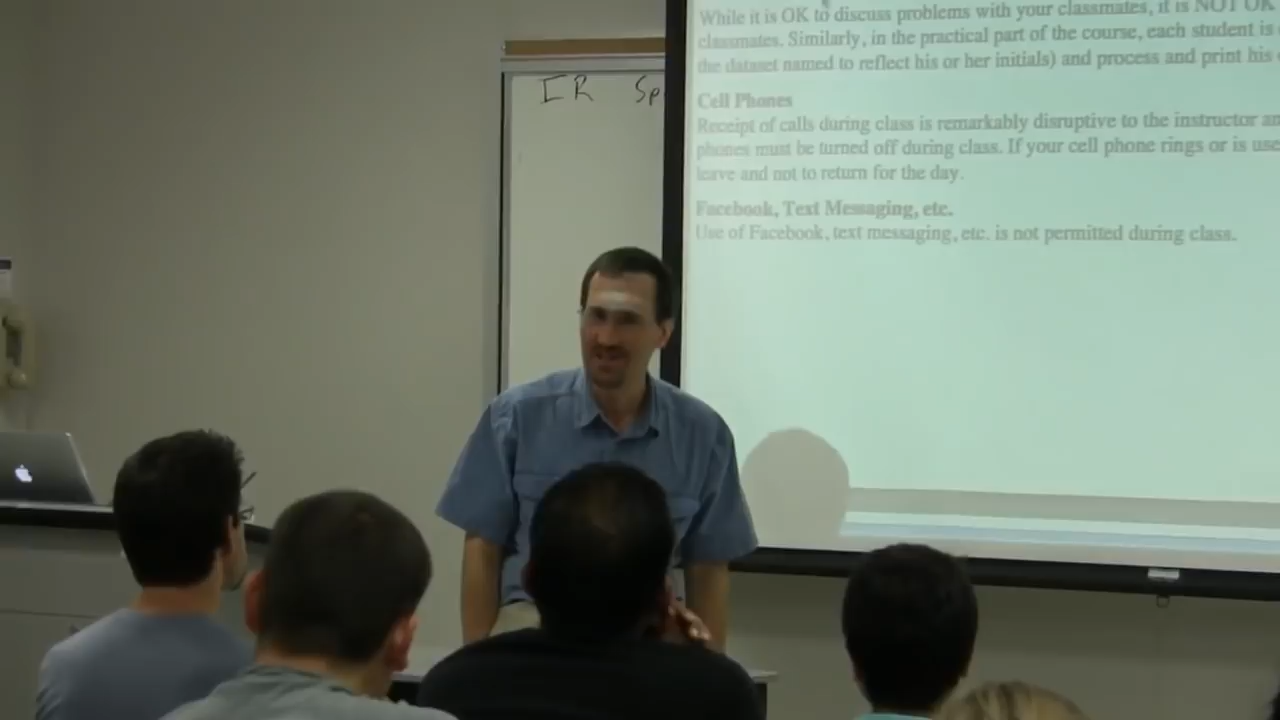 IR Sp
While it is OK to discuss problems with your classmates, it is NOT OK
classmates. Similarly, in the practical part of the course, each student is
the dataset named to reflect his or her initials) and process and print his
Cell Phones
Receipt of calls during class is remarkably disruptive to the instructor an
phones must be turned off during class. If your cell phone rings or is use
leave and not to return for the day.
Facebook, Text Messaging, etc.
Use of Facebook, text messaging, etc. is not permitted during class.